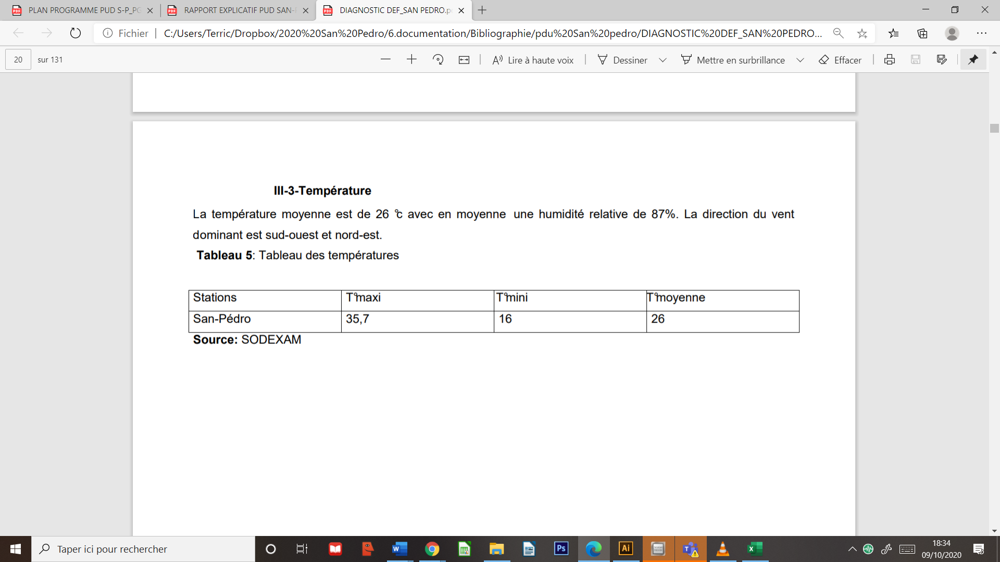 PLAN PROGRAMME PUD S-P_PG
RAPPORT EXPLICATIF PUD SAN-
DIAGNOSTIC DEF_SAN PEDRO.p
Fichier
C:/Users/Terric/Dropbox/2020%20San%20Pedro/6.documentation/Bibliographie/pdu%20San%20pedro/DIAGNOSTIC%20DEF_SAN%20PEDRO...
20 sur 131
Lire à haute voix
Dessiner
Mettre en surbrillance
Effacer
III-3-Température
La température moyenne est de 26 °c avec en moyenne une humidité relative de 87%. La direction du vent
dominant est sud-ouest et nord-est.
Tableau 5: Tableau des températures
Stations T°maxi T°mini T°moyenne
San-Pédro 35,7 16 26
Source: SODEXAM
Taper ici pour rechercher
18:34
09/10/2020